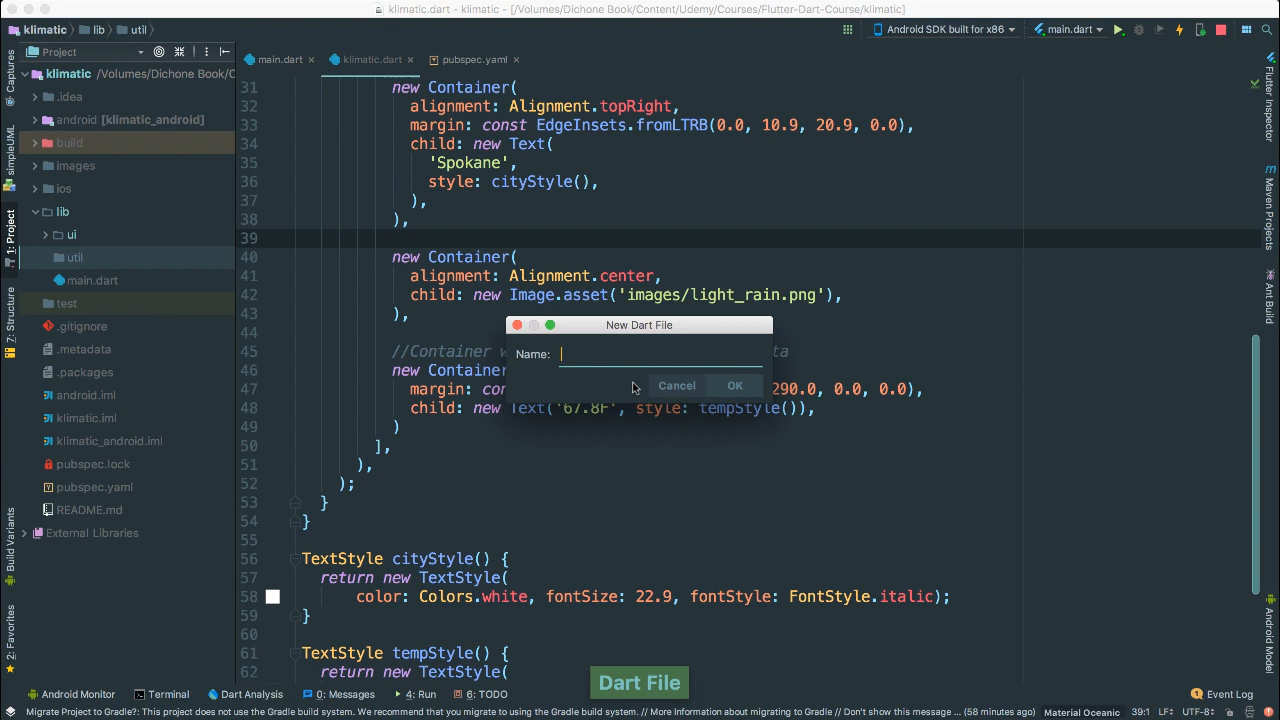 klimatic.dart - klimatic - [/Volumes/Dichone Book/Content/Udemy/Courses/Flutter-Dart-Course/klimatic]
klimatic lib util
Android SDK built for x86 main.dart
Project
main.dart klimatic.dart pubspec.yaml
klimatic /Volumes/Dichone Book/C
.idea
android [klimatic_android]
build
images
ios
lib
ui
util
main.dart
test
.gitignore
.metadata
.packages
android.iml
klimatic.iml
klimatic_android.iml
pubspec.lock
pubspec.yaml
README.md
External Libraries
Captures
simpleUML
1: Project
7: Structure
Build Variants
2: Favorites
31 new Container(
32 alignment: Alignment.topRight,
33 margin: const EdgeInsets.fromLTRB(0.0, 10.9, 20.9, 0.0),
34 child: new Text(
35 'Spokane',
36 style: cityStyle(),
37 ),
38 ),
39
40 new Container(
41 alignment: Alignment.center,
42 child: new Image.asset('images/light_rain.png'),
43 ),
44
45 //Container w ta
46 new Container
47 margin: con 290.0, 0.0, 0.0),
48 child: new Text('67.8F', style: tempStyle()),
49 )
50 ],
51 ),
52 );
53 }
54 }
55
56 TextStyle cityStyle() {
57 return new TextStyle(
58 color: Colors.white, fontSize: 22.9, fontStyle: FontStyle.italic);
59 }
60
61 TextStyle tempStyle() {
62 return new TextStyle(
New Dart File
Name:
Cancel OK
Dart File
Flutter Inspector
Maven Projects
Ant Build
Android Model
Android Monitor Terminal Dart Analysis 0: Messages 4: Run 6: TODO Event Log
Migrate Project to Gradle?: This project does not use the Gradle build system. We recommend that you migrate to using the Gradle build system. // More Information about migrating to Gradle // Don't show this message ... (58 minutes ago) Material Oceanic 39:1 LF÷ UTF-8÷